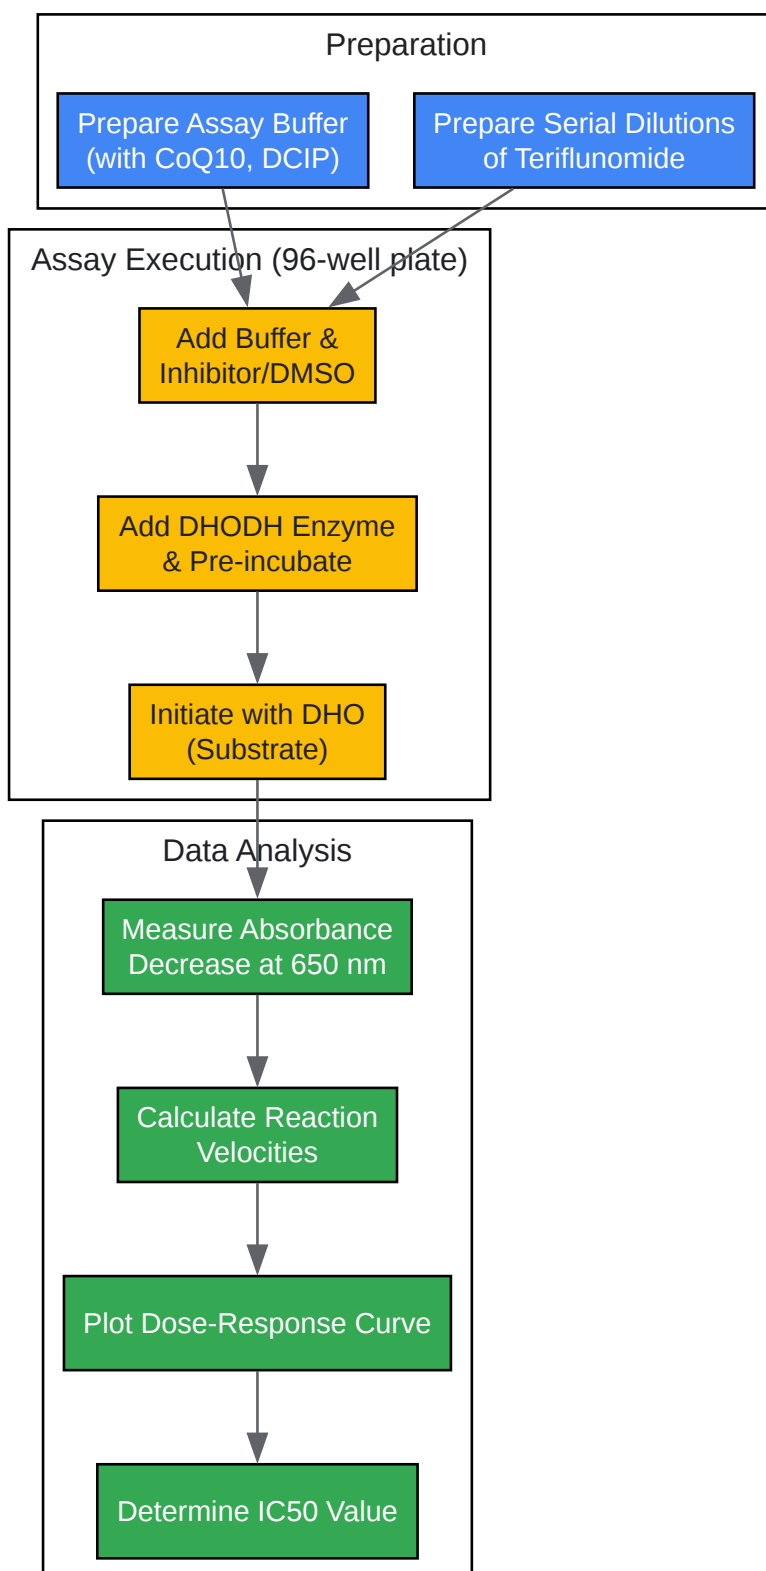 Preparation
Prepare Assay Buffer
(with CoQ10, DCIP)
Prepare Serial Dilutions
of Teriflunomide
Assay Execution (96-well plate)
Add Buffer &
Inhibitor/DMSO
Add DHODH Enzyme
& Pre-incubate
Initiate with DHO
(Substrate)
Data Analysis
Measure Absorbance
Decrease at 650 nm
Calculate Reaction
Velocities
Plot Dose-Response Curve
Determine IC50 Value